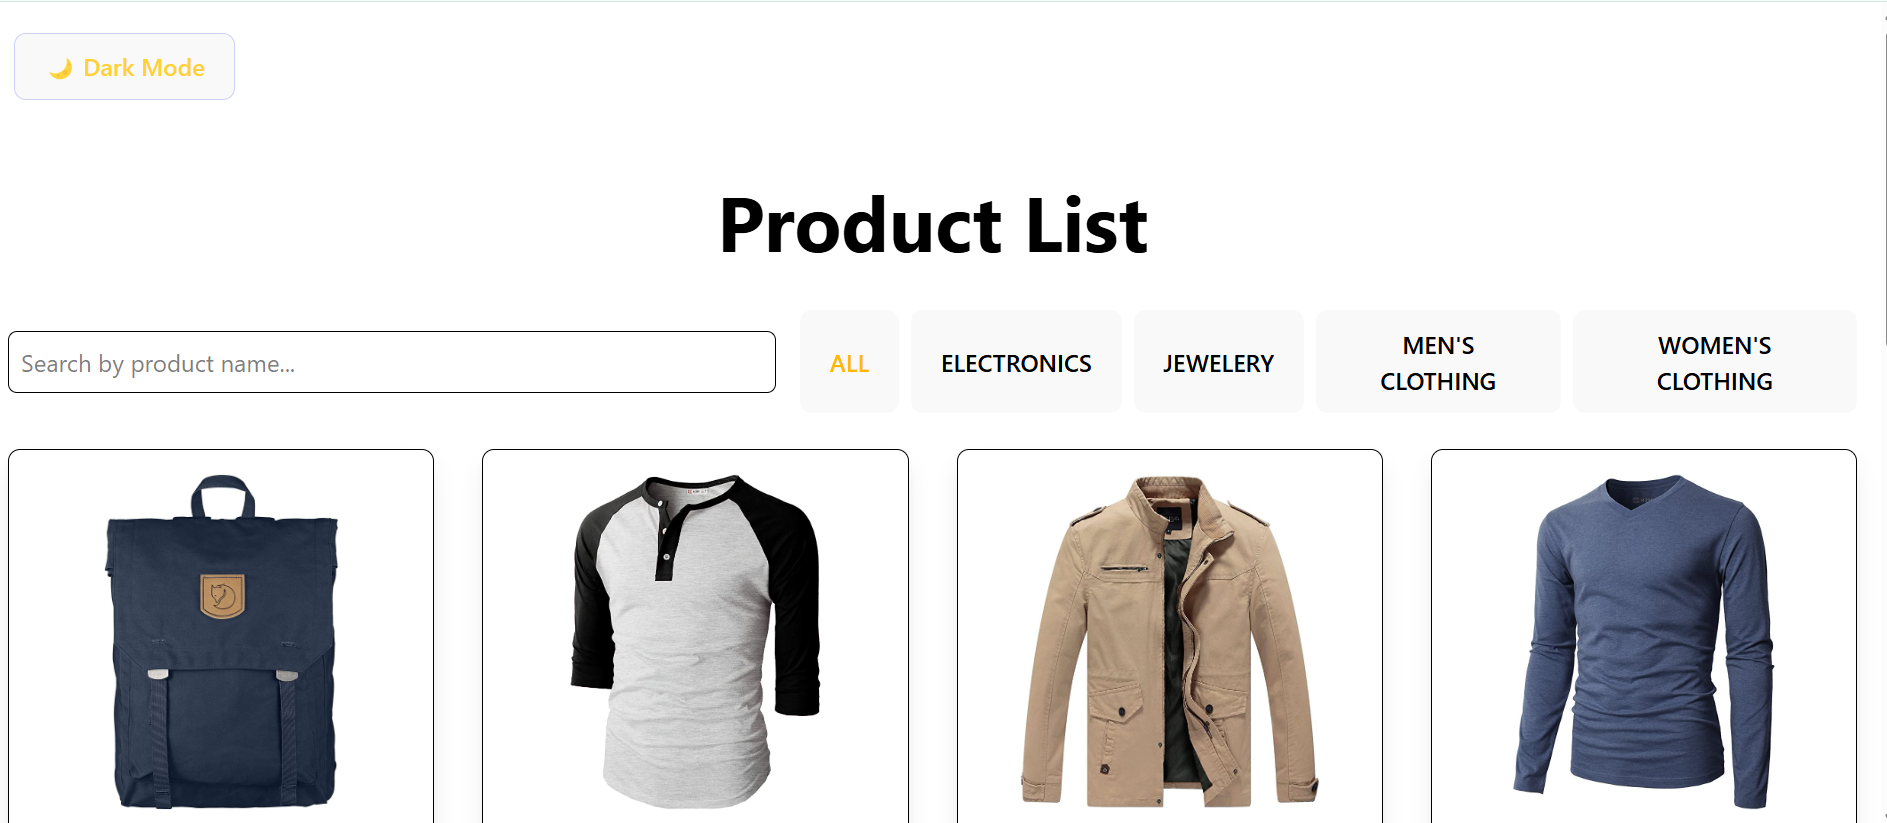 🌙 Dark Mode
Product List
Search by product name...
ALL
ELECTRONICS
JEWELERY
MEN'S
CLOTHING
WOMEN'S
CLOTHING